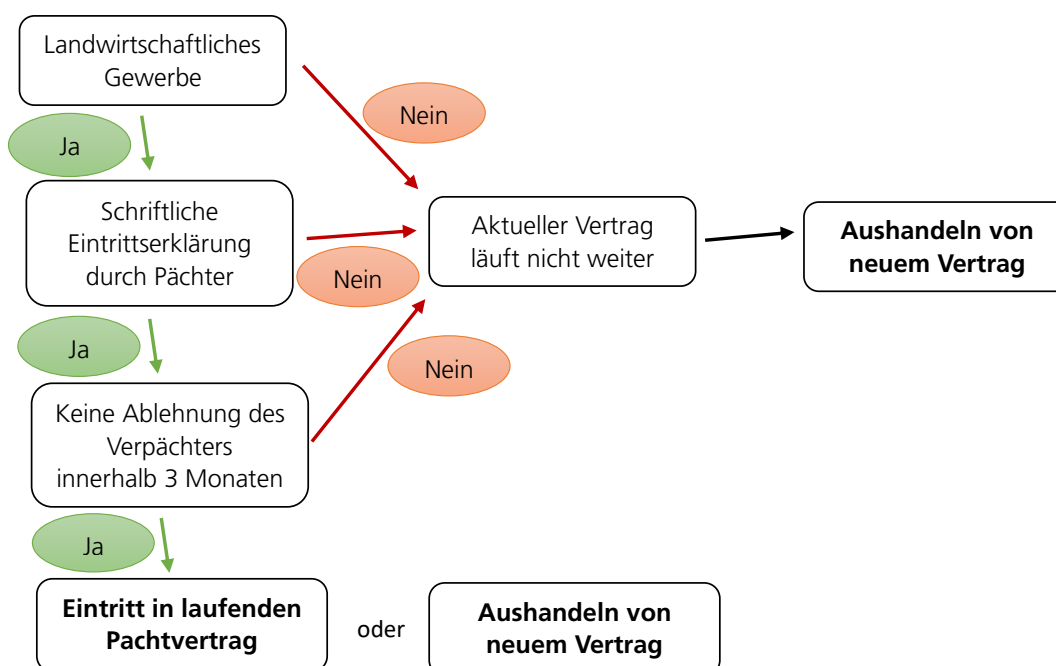 Landwirtschaftliches
Gewerbe
Nein
Ja
Schriftliche
Eintrittserklärung
durch Pächter
Aktueller Vertrag
läuft nicht weiter
Aushandeln von
neuem Vertrag
Nein
Ja
Nein
Keine Ablehnung des
Verpächters
innerhalb 3 Monaten
Ja
Eintritt in laufenden
Pachtvertrag
oder
Aushandeln von
neuem Vertrag